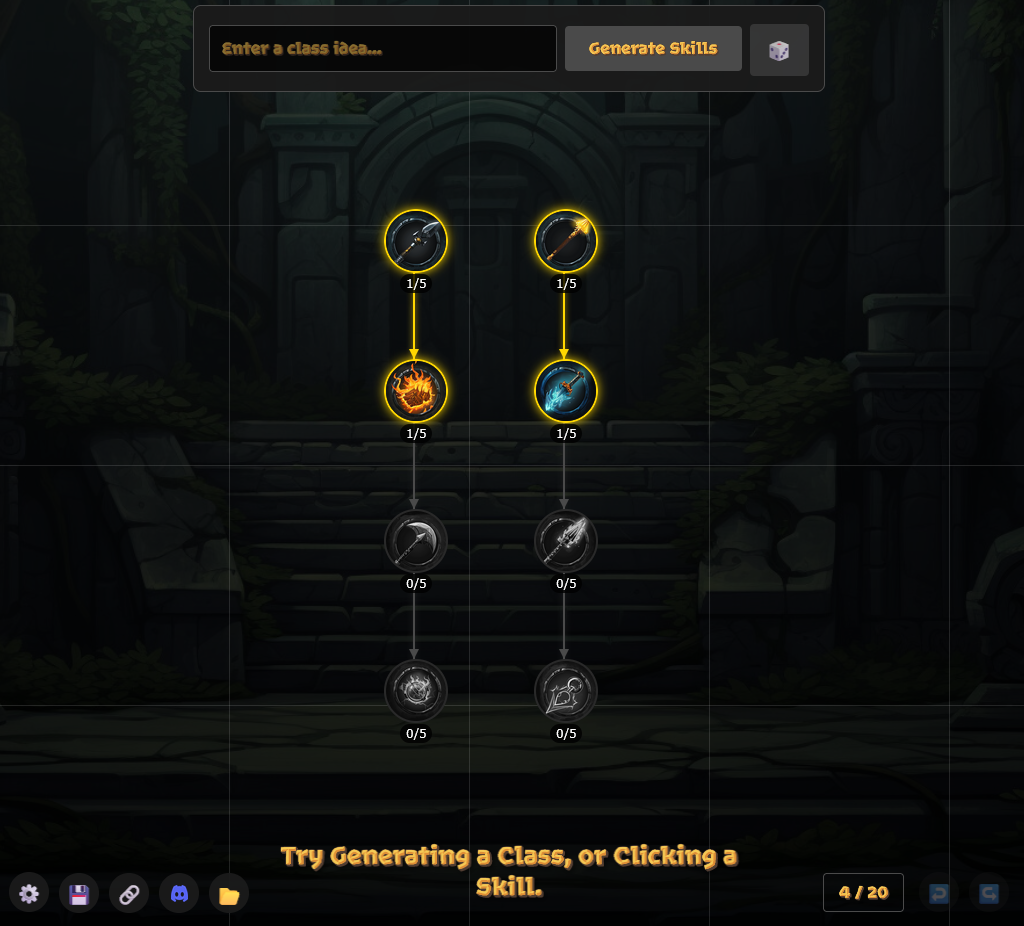 Enter a class idea...
Generate Skills
1/5
1/5
1/5
1/5
0/5
0/5
0/5
0/5
Try Generating a Class, or Clicking a
Skill.
4 / 20